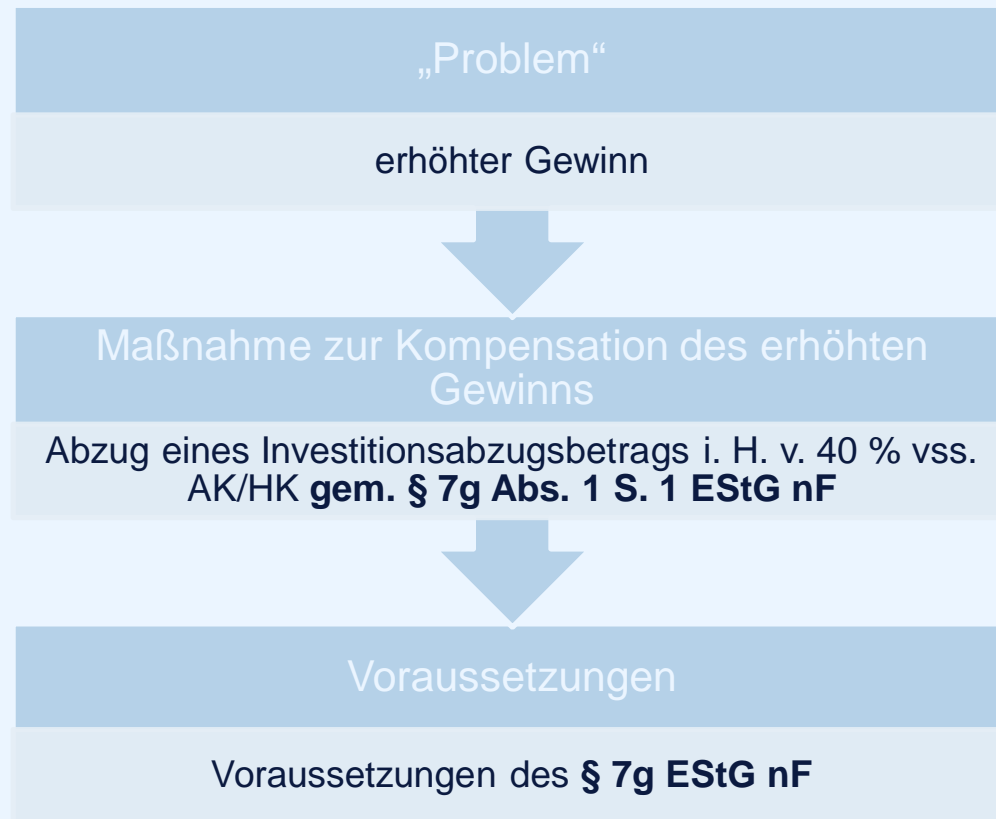 „Problem“
erhöhter Gewinn
Maßnahme zur Kompensation des erhöhten
Gewinns
Abzug eines Investitionsabzugsbetrags i. H. v. 40 % vss.
AK/HK gem. § 7g Abs. 1 S. 1 EStG nF
Voraussetzungen
Voraussetzungen des § 7g EStG nF